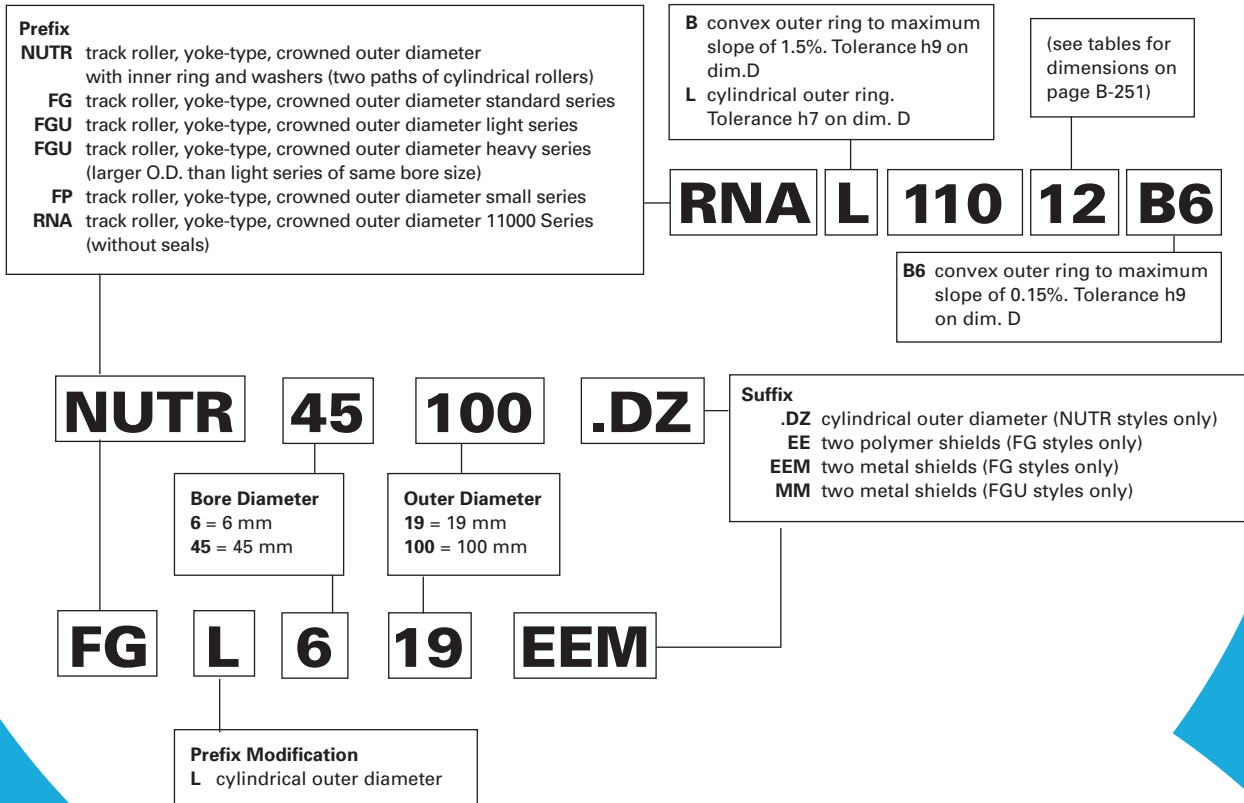 Prefix
NUTR track roller, yoke-type, crowned outer diameter
with inner ring and washers (two paths of cylindrical rollers)
FG track roller, yoke-type, crowned outer diameter standard series
FGU track roller, yoke-type, crowned outer diameter light series
FGU track roller, yoke-type, crowned outer diameter heavy series
(larger O.D. than light series of same bore size)
FP track roller, yoke-type, crowned outer diameter small series
RNA track roller, yoke-type, crowned outer diameter 11000 Series
(without seals)
B convex outer ring to maximum
slope of 1.5%. Tolerance h9 on
dim.D
L cylindrical outer ring.
Tolerance h7 on dim. D
(see tables for
dimensions on
page B-251)
RNA L 110 12 B6
B6 convex outer ring to maximum
slope of 0.15%. Tolerance h9
on dim. D
NUTR 45 100 .DZ
Suffix
.DZ cylindrical outer diameter (NUTR styles only)
EE two polymer shields (FG styles only)
EEM two metal shields (FG styles only)
MM two metal shields (FGU styles only)
Bore Diameter
6 = 6 mm
45 = 45 mm
Outer Diameter
19 = 19 mm
100 = 100 mm
FG L 6 19 EEM
Prefix Modification
L cylindrical outer diameter